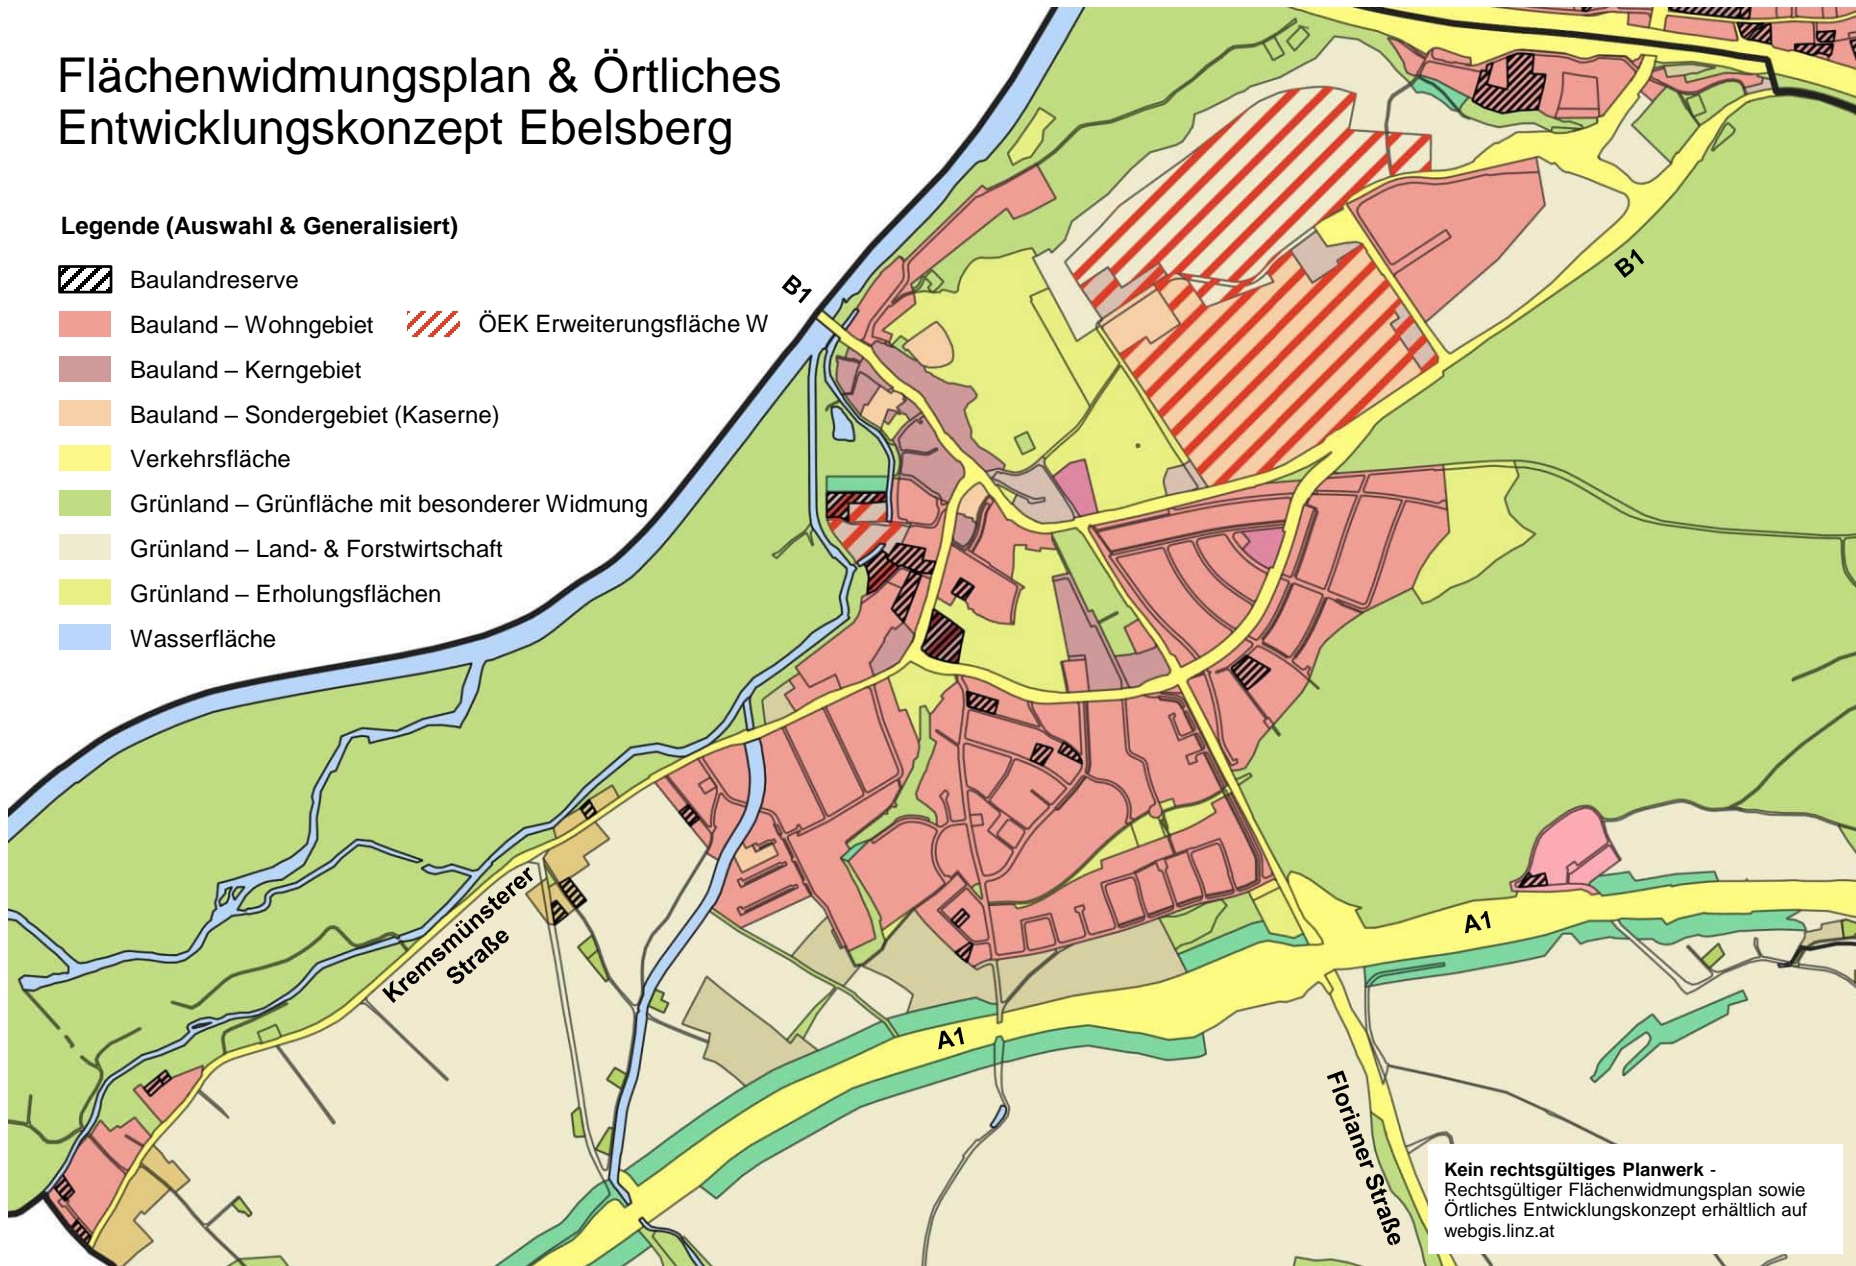 Flächenwidmungsplan & Örtliches
Entwicklungskonzept Ebelsberg
Legende (Auswahl & Generalisiert)
Baulandreserve
Bauland – Wohngebiet
ÖEK Erweiterungsfläche W
Bauland – Kerngebiet
Bauland – Sondergebiet (Kaserne)
Verkehrsfläche
Grünland – Grünfläche mit besonderer Widmung
Grünland – Land- & Forstwirtschaft
Grünland – Erholungsflächen
Wasserfläche
B1
B1
Kremsmünsterer
Straße
A1
A1
Florianer Straße
Kein rechtsgültiges Planwerk -
Rechtsgültiger Flächenwidmungsplan sowie
Örtliches Entwicklungskonzept erhältlich auf
webgis.linz.at